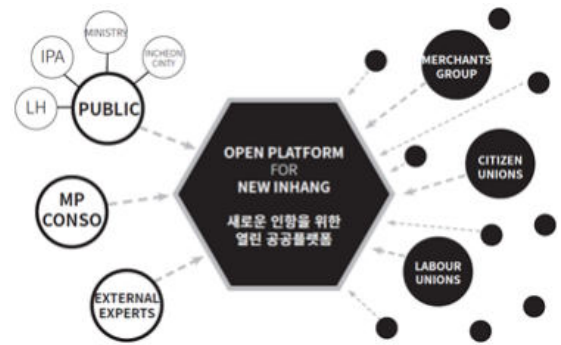 MINISTRY
IPA
INCHEON
CINTY
LH
PUBLIC
MP
CONSO
EXTERNAL
EXPERTS
OPEN PLATFORM
FOR
NEW INHANG
새로운 인항을 위한
열린 공공플랫폼
MERCHANTS
GROUP
CITIZEN
UNIONS
LABOUR
UNIONS